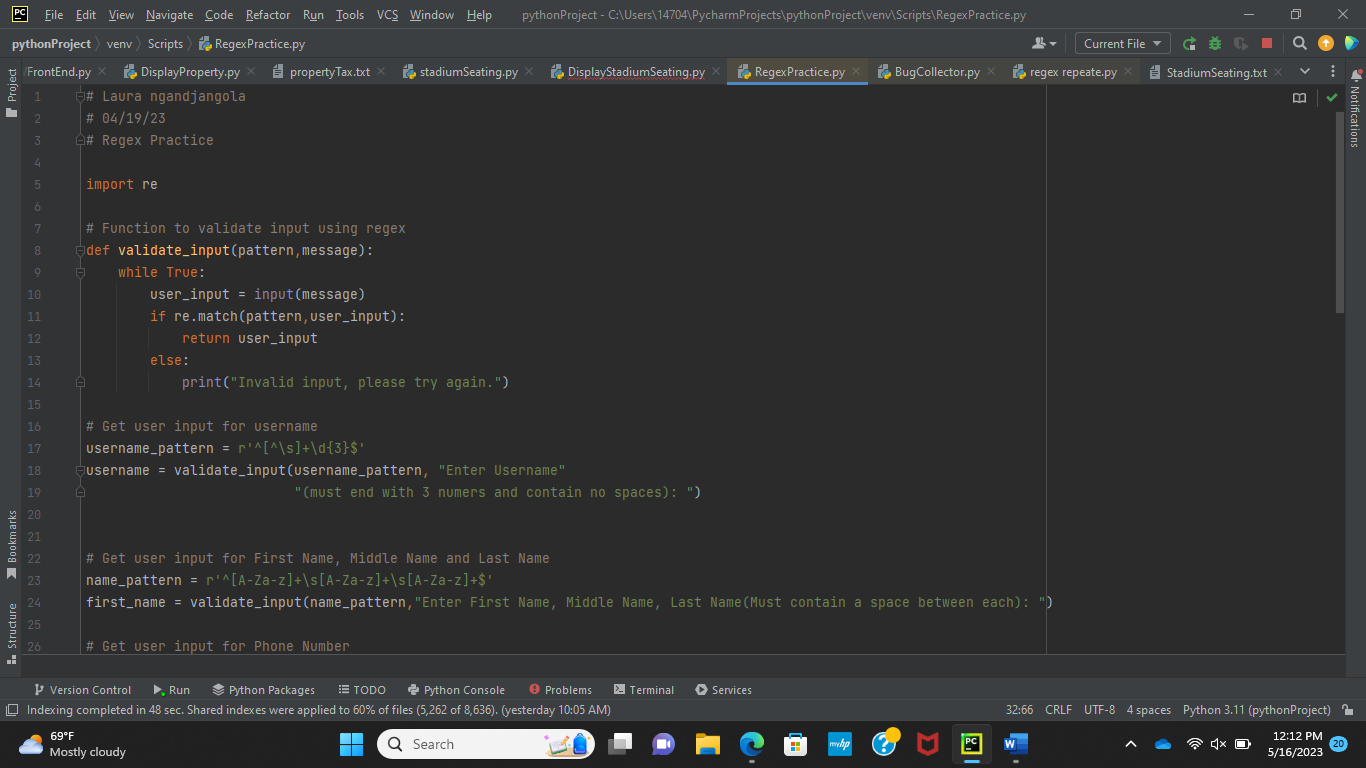 PC File Edit View Navigate Code Refactor Run Tools VCS Window Help pythonProject - C:\Users\14704\PycharmProjects\pythonProject\venv\Scripts\RegexPractice.py
pythonProject venv Scripts RegexPractice.py Current File
/FrontEnd.py DisplayProperty.py propertyTax.txt stadiumSeating.py DisplayStadiumSeating.py RegexPractice.py BugCollector.py regex repeate.py StadiumSeating.txt
Project
Notifications
Bookmarks
Structure
1 # Laura ngandjangola
2 # 04/19/23
3 # Regex Practice
4
5 import re
6
7 # Function to validate input using regex
8 def validate_input(pattern,message):
9 while True:
10 user_input = input(message)
11 if re.match(pattern,user_input):
12 return user_input
13 else:
14 print("Invalid input, please try again.")
15
16 # Get user input for username
17 username_pattern = r'^[^\s]+\d{3}$'
18 username = validate_input(username_pattern, "Enter Username"
19 "(must end with 3 numers and contain no spaces): ")
20
21
22 # Get user input for First Name, Middle Name and Last Name
23 name_pattern = r'^[A-Za-z]+\s[A-Za-z]+\s[A-Za-z]+$'
24 first_name = validate_input(name_pattern,"Enter First Name, Middle Name, Last Name(Must contain a space between each): ")
25
26 # Get user input for Phone Number
Version Control Run Python Packages TODO Python Console Problems Terminal Services
Indexing completed in 48 sec. Shared indexes were applied to 60% of files (5,262 of 8,636). (yesterday 10:05 AM) 32:66 CRLF UTF-8 4 spaces Python 3.11 (pythonProject)
69°F
Mostly cloudy
Search
myhp
PC
W
12:12 PM
5/16/2023
20